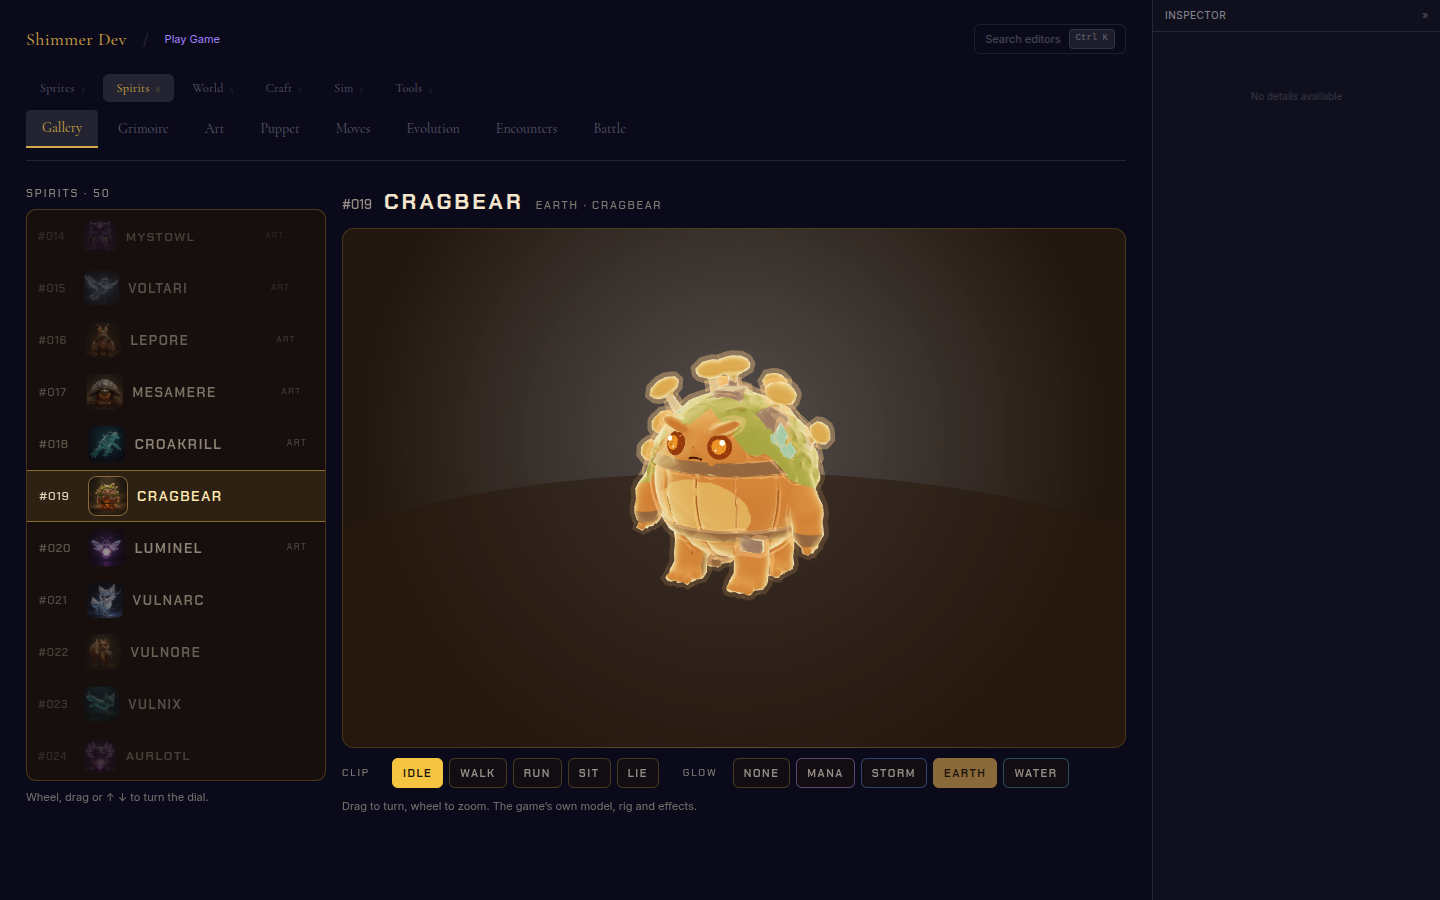 Shimmer Dev / Play Game Search editors Ctrl K
INSPECTOR »
No details available
Sprites Spirits 8 World Craft Sim Tools
Gallery Grimoire Art Puppet Moves Evolution Encounters Battle
SPIRITS · 50
#014 MYSTOWL ART
#015 VOLTARI ART
#016 LEPORE ART
#017 MESAMERE ART
#018 CROAKRILL ART
#019 CRAGBEAR
#020 LUMINEL ART
#021 VULNARC
#022 VULNORE
#023 VULNIX
#024 AURLOTL
Wheel, drag or ↑ ↓ to turn the dial.
#019 CRAGBEAR EARTH · CRAGBEAR
CLIP IDLE WALK RUN SIT LIE GLOW NONE MANA STORM EARTH WATER
Drag to turn, wheel to zoom. The game's own model, rig and effects.